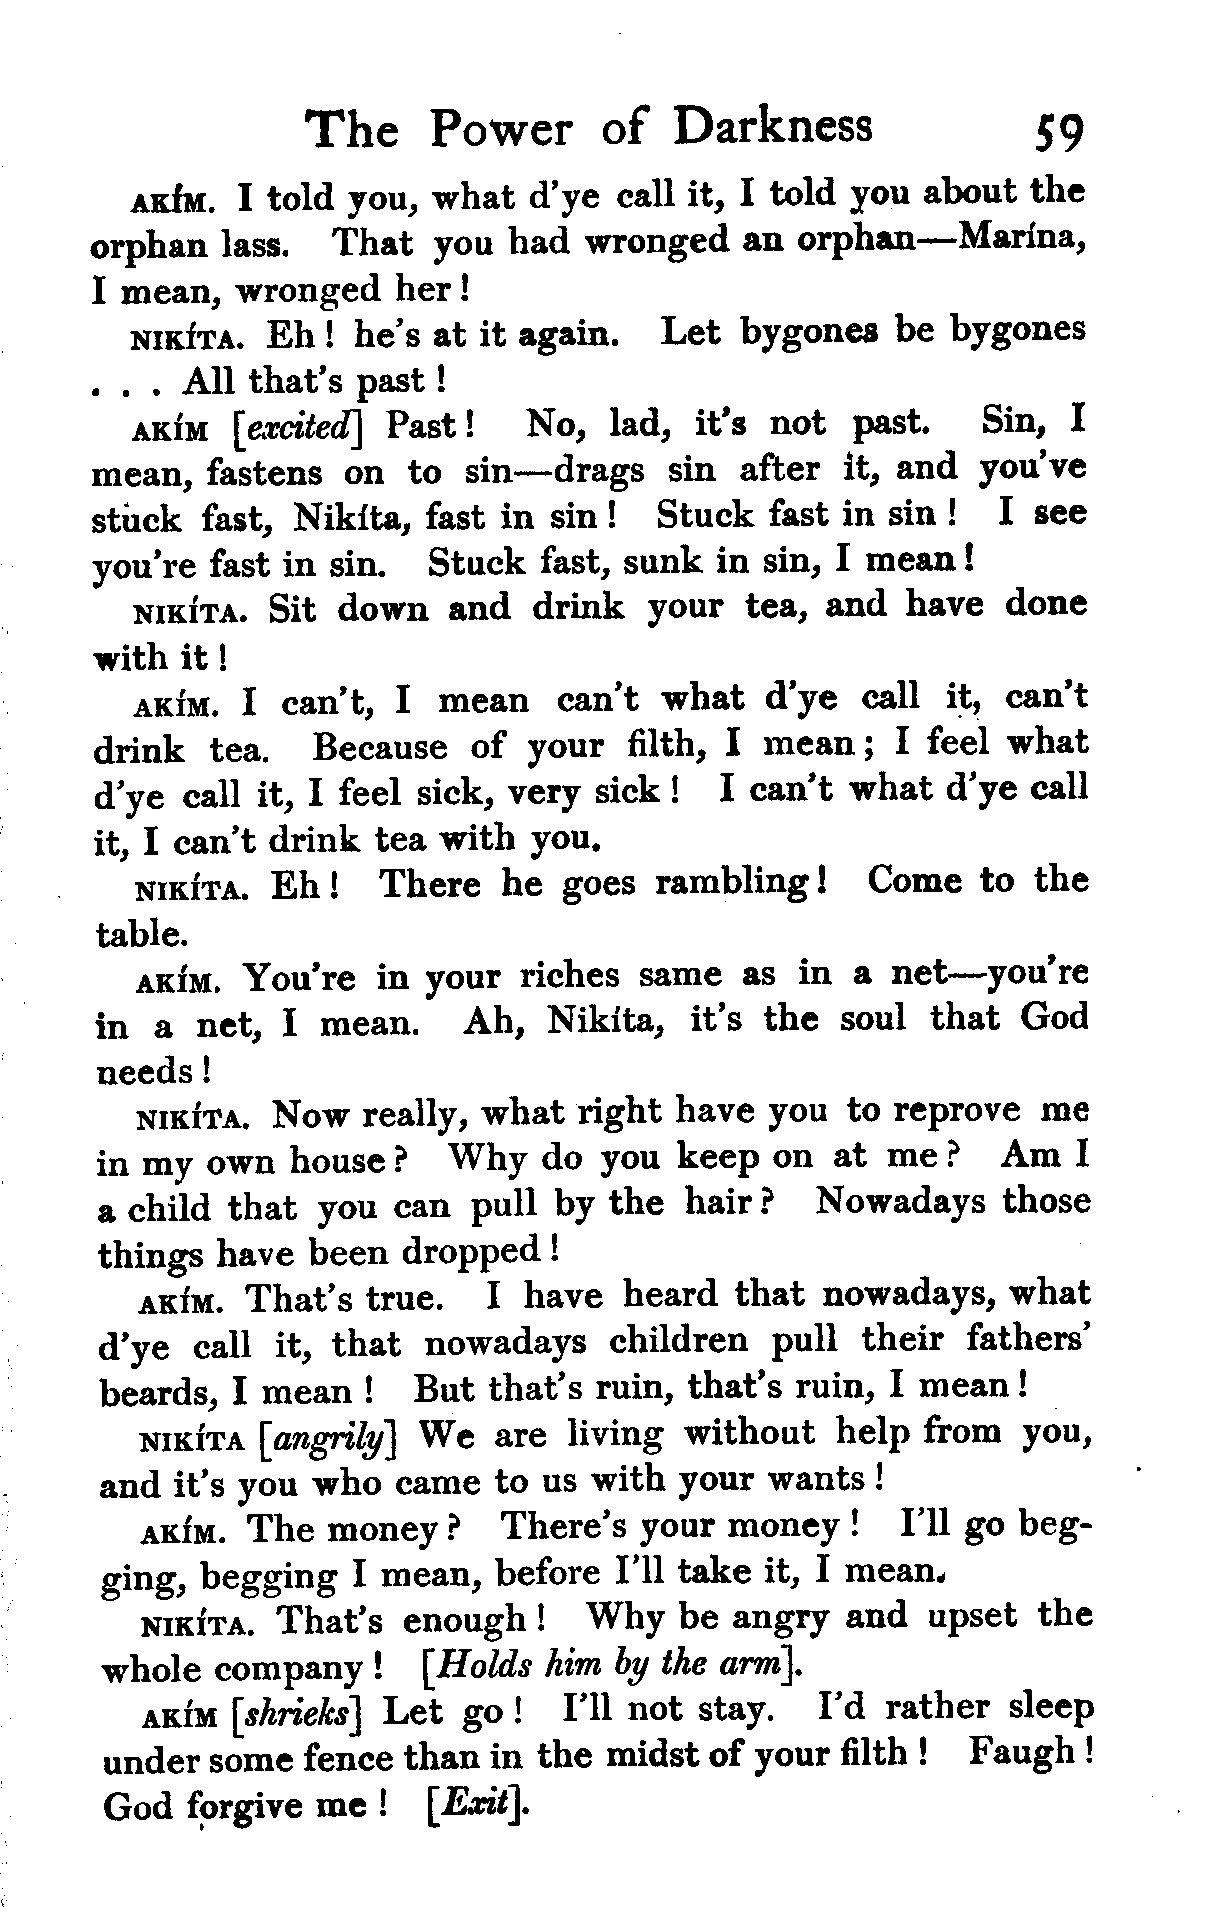 The Power of Darkness 59
AKÍM. I told you, what d'ye call it, I told you about the
orphan lass. That you had wronged an orphan—Marína,
I mean, wronged her!
NIKÍTA. Eh! he's at it again. Let bygones be bygones
. . . All that's past!
AKÍM [excited] Past! No, lad, it's not past. Sin, I
mean, fastens on to sin—drags sin after it, and you've
stuck fast, Nikíta, fast in sin! Stuck fast in sin! I see
you're fast in sin. Stuck fast, sunk in sin, I mean!
NIKÍTA. Sit down and drink your tea, and have done
with it!
AKÍM. I can't, I mean can't what d'ye call it, can't
drink tea. Because of your filth, I mean; I feel what
d'ye call it, I feel sick, very sick! I can't what d'ye call
it, I can't drink tea with you.
NIKÍTA. Eh! There he goes rambling! Come to the
table.
AKÍM. You're in your riches same as in a net—you're
in a net, I mean. Ah, Nikíta, it's the soul that God
needs!
NIKÍTA. Now really, what right have you to reprove me
in my own house? Why do you keep on at me? Am I
a child that you can pull by the hair? Nowadays those
things have been dropped!
AKÍM. That's true. I have heard that nowadays, what
d'ye call it, that nowadays children pull their fathers'
beards, I mean! But that's ruin, that's ruin, I mean!
NIKÍTA [angrily] We are living without help from you,
and it's you who came to us with your wants!
AKÍM. The money? There's your money! I'll go beg-
ging, begging I mean, before I'll take it, I mean.
NIKÍTA. That's enough! Why be angry and upset the
whole company! [Holds him by the arm].
AKÍM [shrieks] Let go! I'll not stay. I'd rather sleep
under some fence than in the midst of your filth! Faugh!
God forgive me! [Exit].